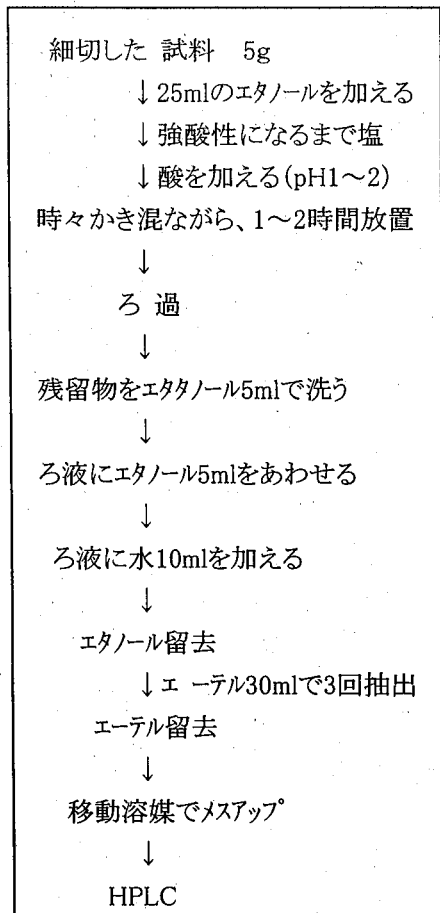 細切した 試料 5g
↓25mlのエタノールを加える
↓強酸性になるまで塩
↓酸を加える(pH1～2)
時々かき混ながら、1～2時間放置
↓
ろ 過
↓
残留物をエタタノール5mlで洗う
↓
ろ液にエタノール5mlをあわせる
↓
ろ液に水10mlを加える
↓
エタノール留去
↓エ ーテル30mlで3回抽出
エーテル留去
↓
移動溶媒でメスアップ
↓
HPLC